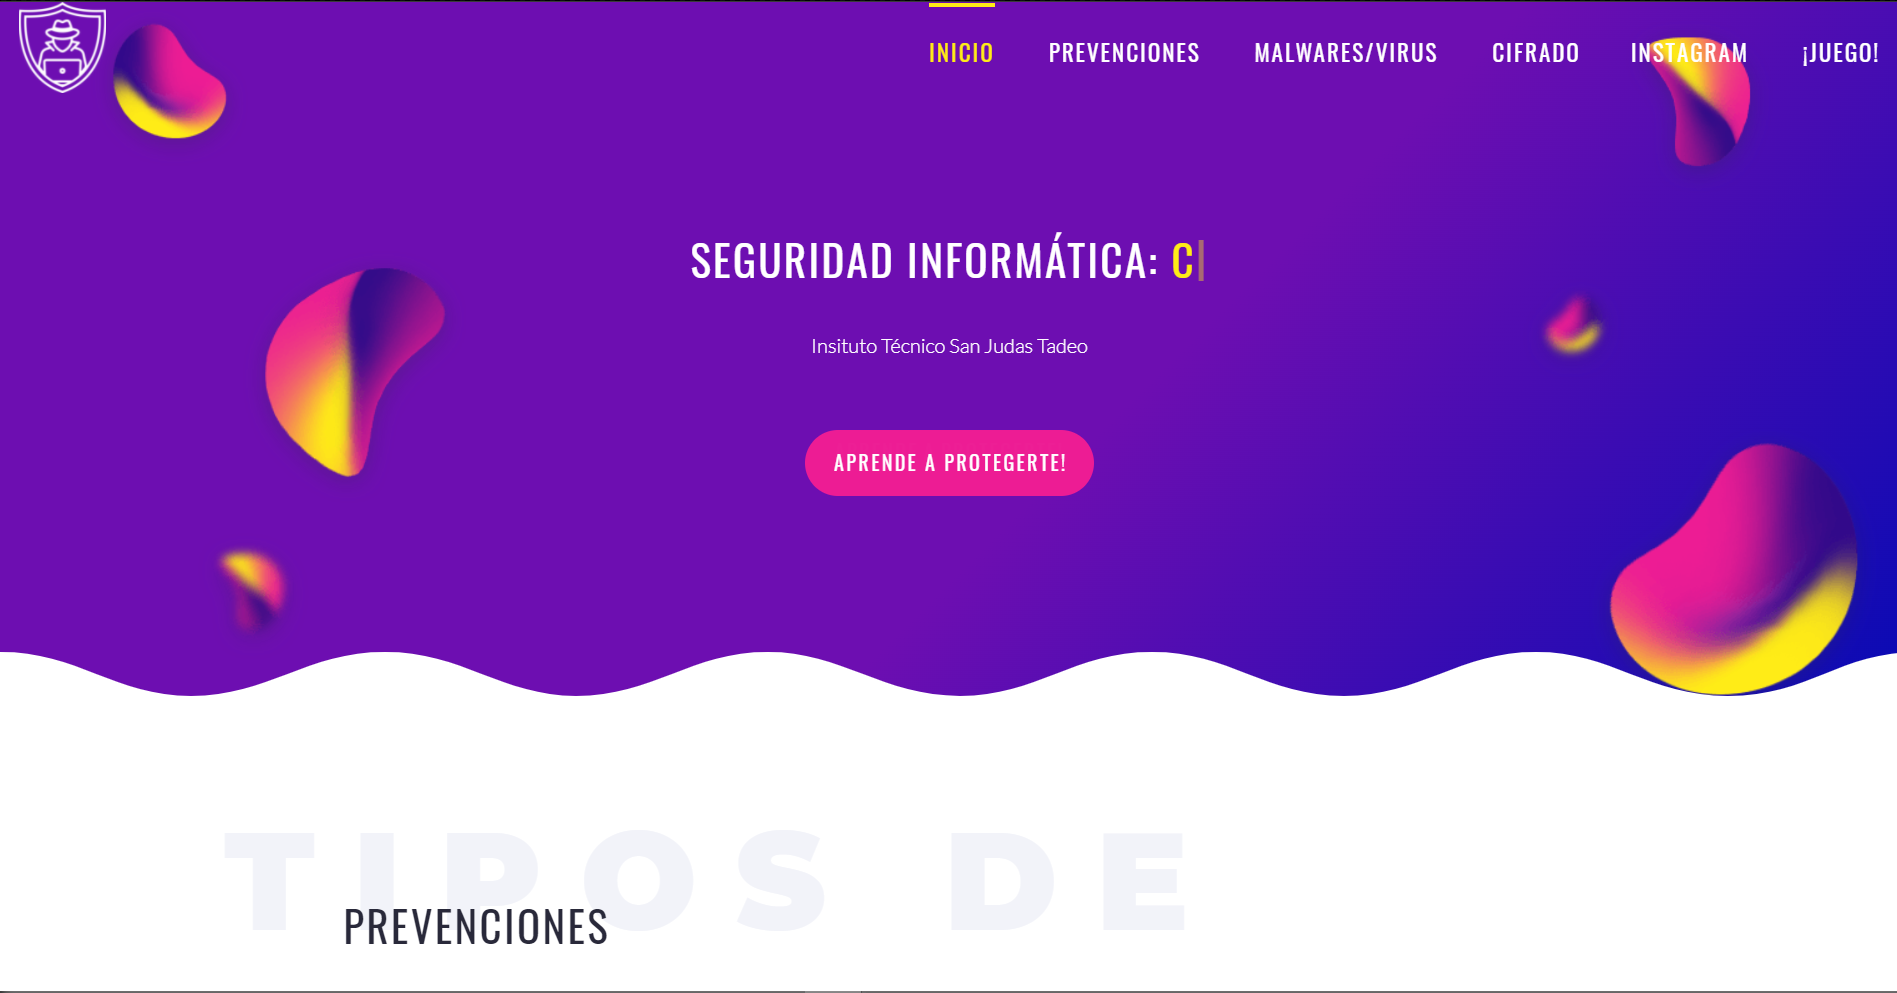 INICIO PREVENCIONES MALWARES/VIRUS CIFRADO INSTAGRAM ¡JUEGO!
SEGURIDAD INFORMÁTICA: C
Insituto Técnico San Judas Tadeo
APRENDE A PROTEGERTE!
TIPOS DE
PREVENCIONES